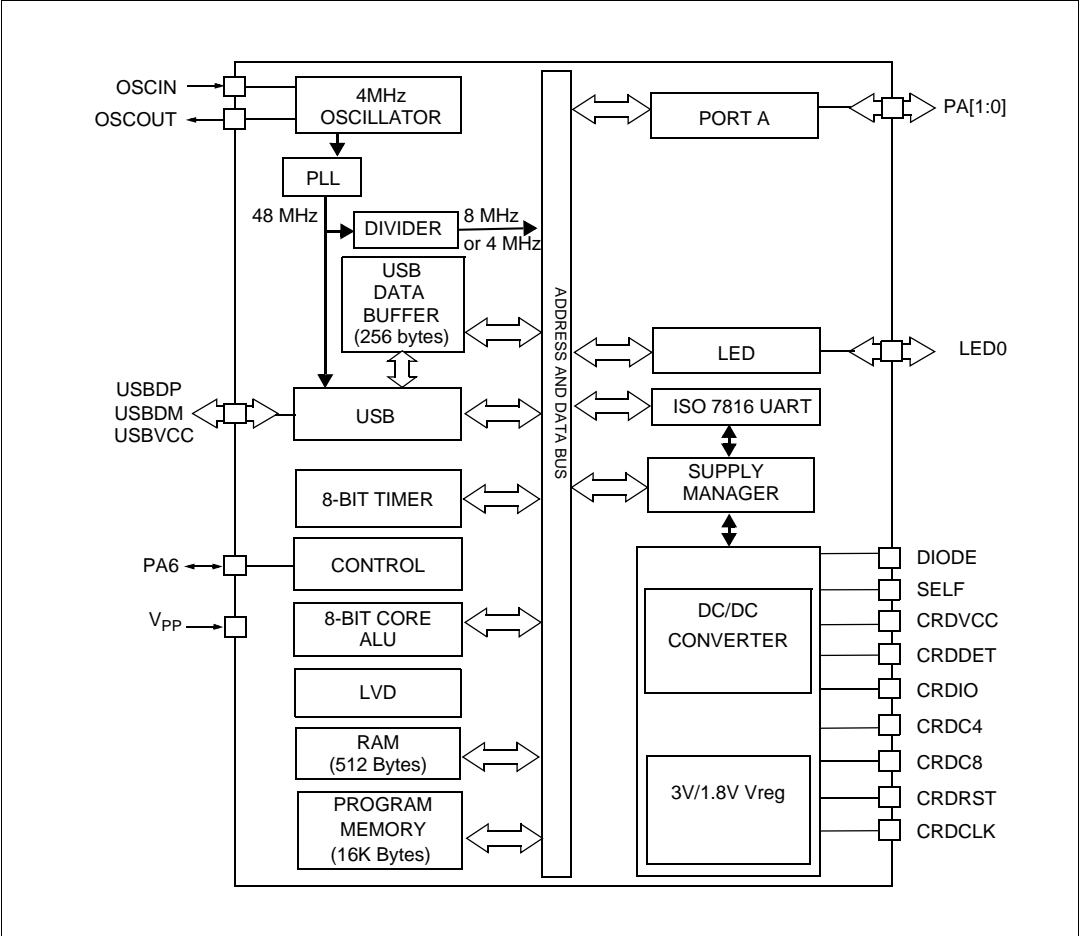 OSCIN
OSCOUT
4MHz
OSCILLATOR
PLL
48 MHz
DIVIDER
8 MHz
or 4 MHz
USB
DATA
BUFFER
(256 bytes)
USBDP
USBDM
USBVCC
USB
8-BIT TIMER
PA6
CONTROL
VPP
8-BIT CORE
ALU
LVD
RAM
(512 Bytes)
PROGRAM
MEMORY
(16K Bytes)
ADDRESS AND DATA BUS
PORT A
PA[1:0]
LED
LED0
ISO 7816 UART
SUPPLY
MANAGER
DC/DC
CONVERTER
3V/1.8V Vreg
DIODE
SELF
CRDVCC
CRDDET
CRDIO
CRDC4
CRDC8
CRDRST
CRDCLK